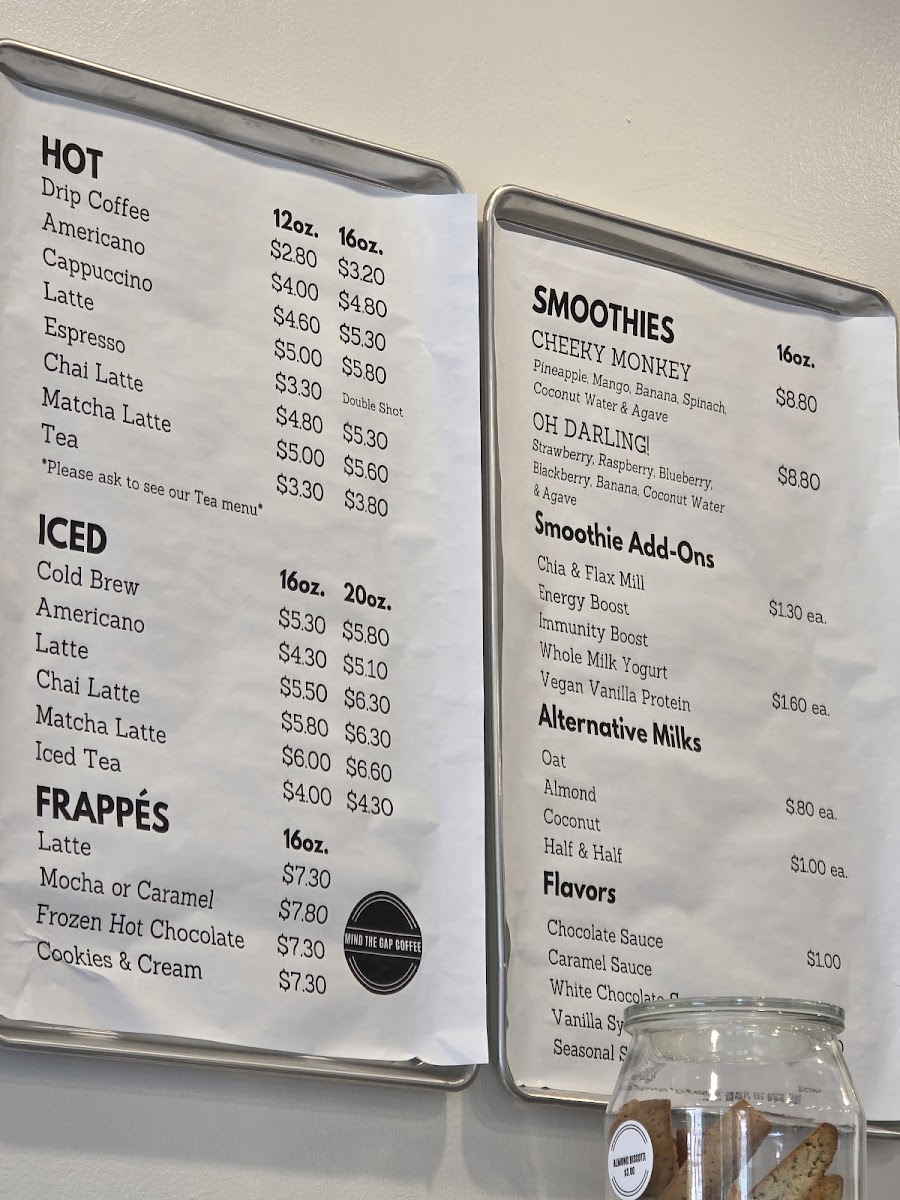 HOT 12oz. 16oz.
Drip Coffee $2.80 $3.20
Americano $4.00 $4.80
Cappuccino $4.60 $5.30
Latte $5.00 $5.80
Espresso $3.30 Double Shot
Chai Latte $4.80 $5.30
Matcha Latte $5.00 $5.60
Tea $3.30 $3.80
*Please ask to see our Tea menu*
ICED 16oz. 20oz.
Cold Brew $5.30 $5.80
Americano $4.30 $5.10
Latte $5.50 $6.30
Chai Latte $5.80 $6.30
Matcha Latte $6.00 $6.60
Iced Tea $4.00 $4.30
FRAPPÉS 16oz.
Latte $7.30
Mocha or Caramel $7.80
Frozen Hot Chocolate $7.30
Cookies & Cream $7.30
MIND THE GAP COFFEE
SMOOTHIES 16oz.
CHEEKY MONKEY $8.80
Pineapple, Mango, Banana, Spinach,
Coconut Water & Agave
OH DARLING! $8.80
Strawberry, Raspberry, Blueberry,
Blackberry, Banana, Coconut Water
& Agave
Smoothie Add-Ons
Chia & Flax Mill
Energy Boost $1.30 ea.
Immunity Boost
Whole Milk Yogurt
Vegan Vanilla Protein $1.60 ea.
Alternative Milks
Oat
Almond $.80 ea.
Coconut
Half & Half $1.00 ea.
Flavors
Chocolate Sauce
Caramel Sauce $1.00
White Chocolate
Vanilla
Seasonal
ALMOND BISCOTTI